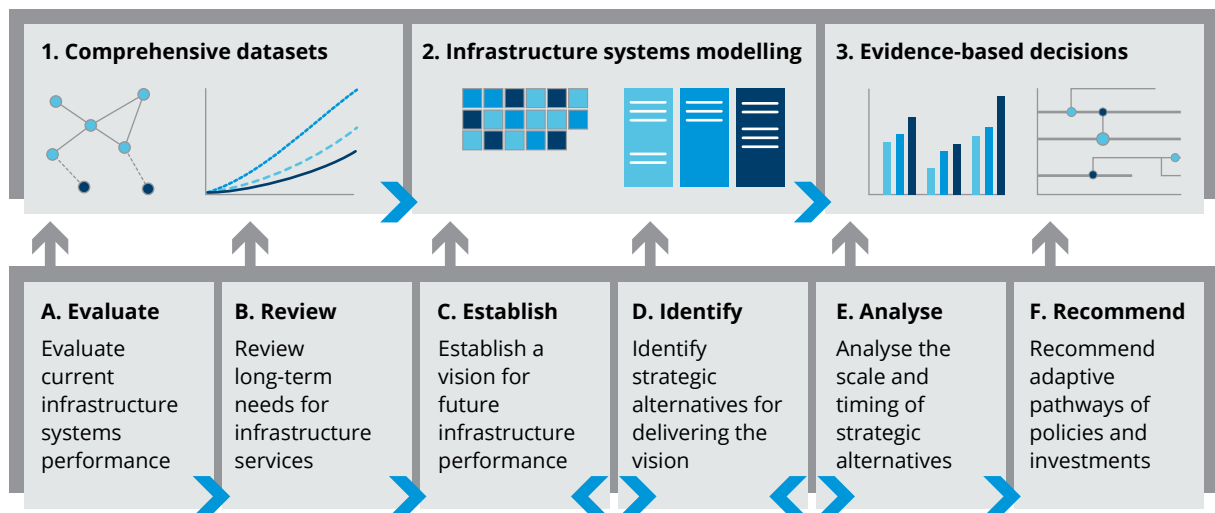 1. Comprehensive datasets
2. Infrastructure systems modelling
3. Evidence-based decisions
A. Evaluate
Evaluate
current
infrastructure
systems
performance
B. Review
Review
long-term
needs for
infrastructure
services
C. Establish
Establish a
vision for
future
infrastructure
performance
D. Identify
Identify
strategic
alternatives for
delivering the
vision
E. Analyse
Analyse the
scale and
timing of
strategic
alternatives
F. Recommend
Recommend
adaptive
pathways of
policies and
investments